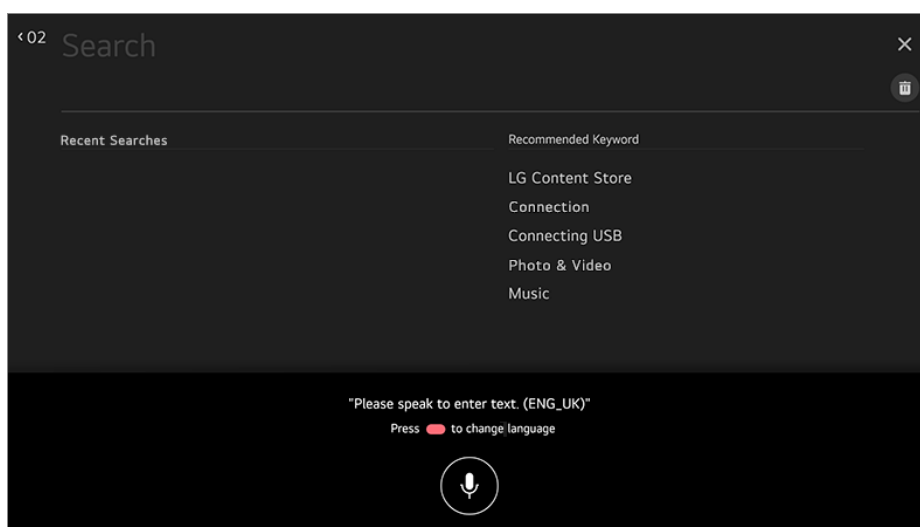 ‹02 Search
Recent Searches
Recommended Keyword
LG Content Store
Connection
Connecting USB
Photo & Video
Music
"Please speak to enter text. (ENG_UK)"
Press to change language